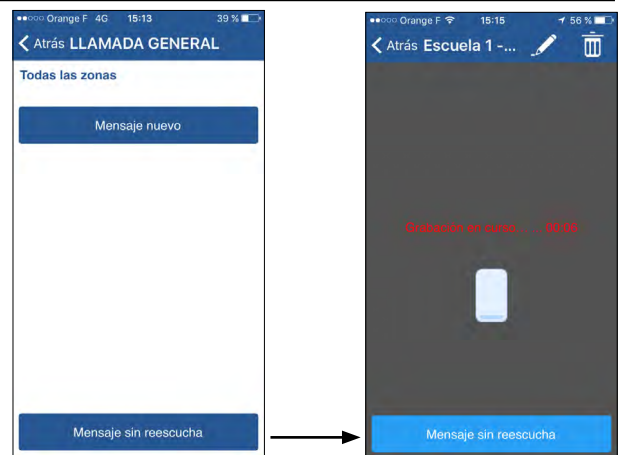 Orange F 4G 15:13 39 %
Atrás LLAMADA GENERAL
Todas las zonas
Mensaje nuevo
Mensaje sin reescucha
Orange F 15:15 56 %
Atrás Escuela 1 -...
Grabación en curso...
Mensaje sin reescucha